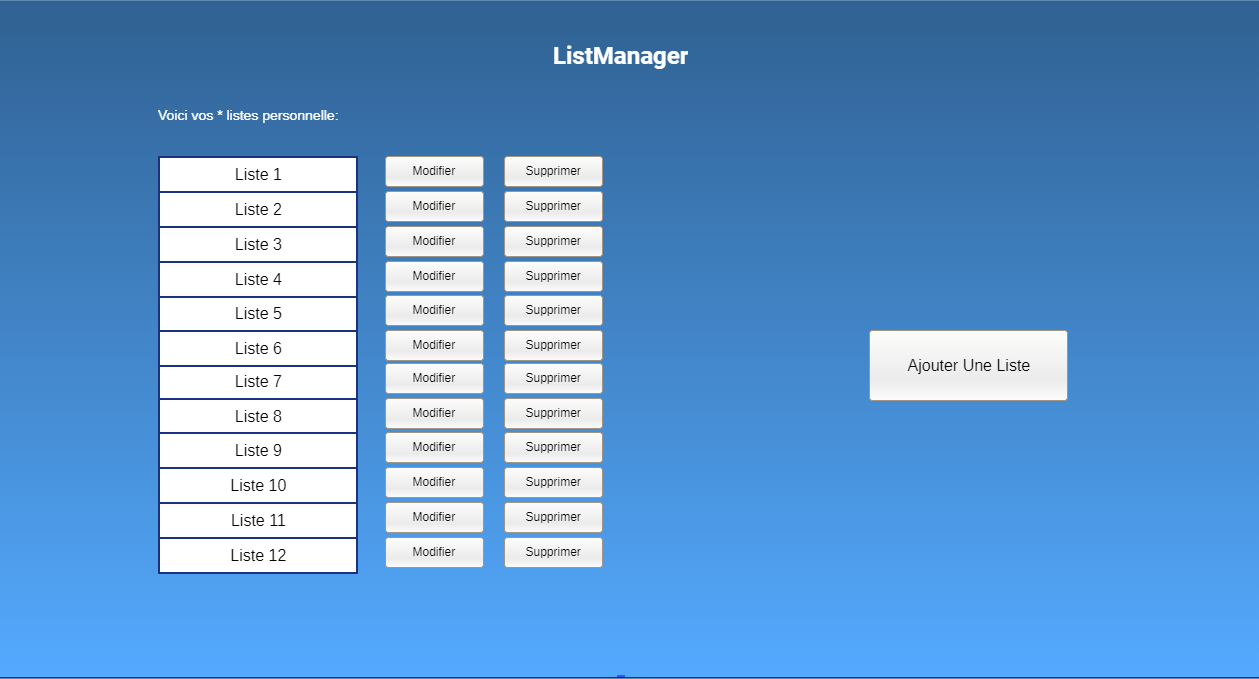 ListManager
Voici vos * listes personnelle:
Liste 1 Modifier Supprimer
Liste 2 Modifier Supprimer
Liste 3 Modifier Supprimer
Liste 4 Modifier Supprimer
Liste 5 Modifier Supprimer
Liste 6 Modifier Supprimer
Ajouter Une Liste
Liste 7 Modifier Supprimer
Liste 8 Modifier Supprimer
Liste 9 Modifier Supprimer
Liste 10 Modifier Supprimer
Liste 11 Modifier Supprimer
Liste 12 Modifier Supprimer